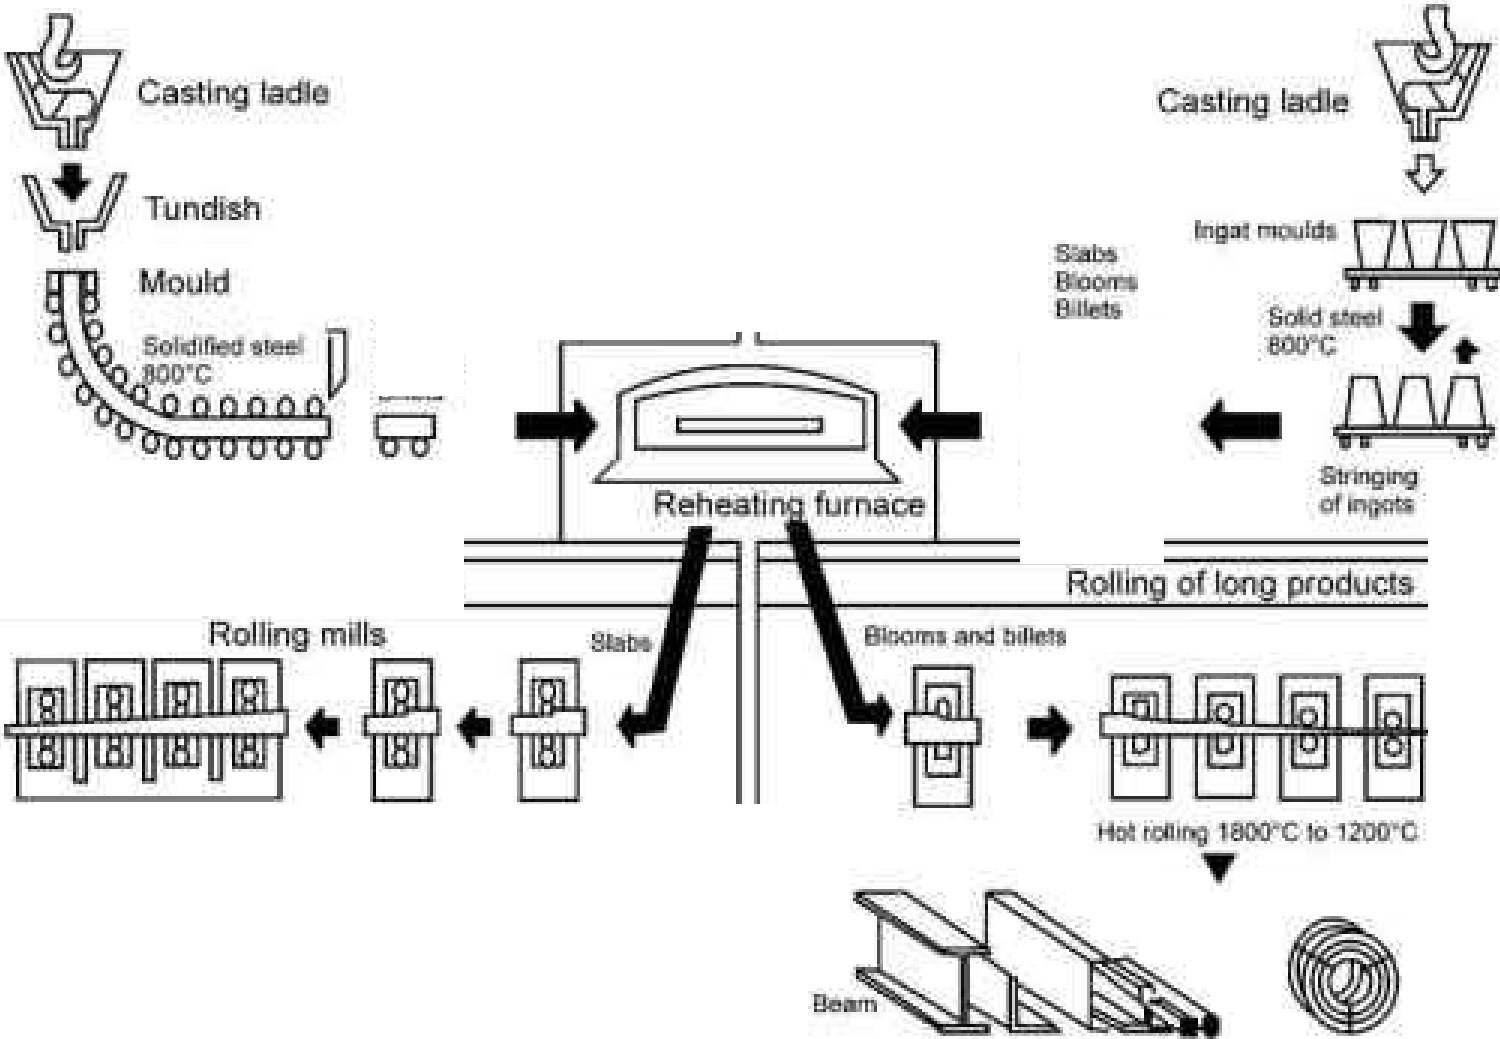 Casting ladle
Casting ladle
Tundish
Ingat moulds
Slabs
Blooms
Billets
Mould
Solid steel
800°C
Solidified steel
800°C
Stringing
of ingots
Reheating furnace
Rolling of long products
Rolling mills
Slabs
Blooms and billets
Hot rolling 1800°C to 1200°C
Beam